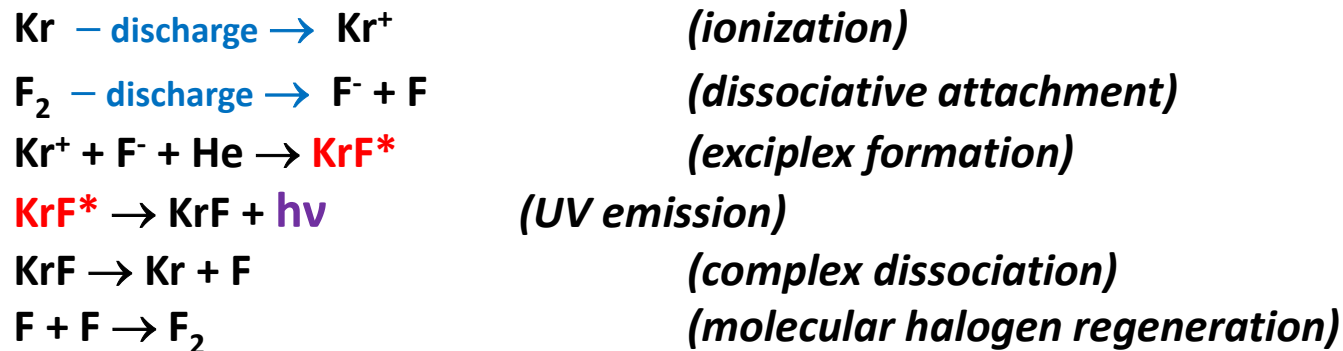 Kr – discharge → Kr⁺ (ionization)
F₂ – discharge → F⁻ + F (dissociative attachment)
Kr⁺ + F⁻ + He → KrF* (exciplex formation)
KrF* → KrF + hν (UV emission)
KrF → Kr + F (complex dissociation)
F + F → F₂ (molecular halogen regeneration)